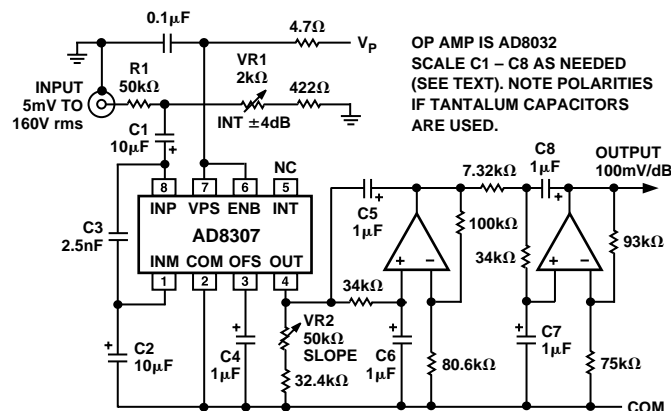 0.1µF
4.7Ω
V_P
R1
50kΩ
VR1
2kΩ
422Ω
INT ±4dB
INPUT
5mV TO
160V rms
OP AMP IS AD8032
SCALE C1 – C8 AS NEEDED
(SEE TEXT). NOTE POLARITIES
IF TANTALUM CAPACITORS
ARE USED.
C1
10µF
+
NC
8
7
6
5
INP
VPS
ENB
INT
AD8307
INM
COM
OFS
OUT
1
2
3
4
C3
2.5nF
C2
10µF
+
C4
1µF
+
VR2
50kΩ
SLOPE
32.4kΩ
C5
1µF
+
34kΩ
C6
1µF
+
+
–
100kΩ
80.6kΩ
7.32kΩ
C8
1µF
+
34kΩ
C7
1µF
+
+
–
OUTPUT
100mV/dB
93kΩ
75kΩ
COM